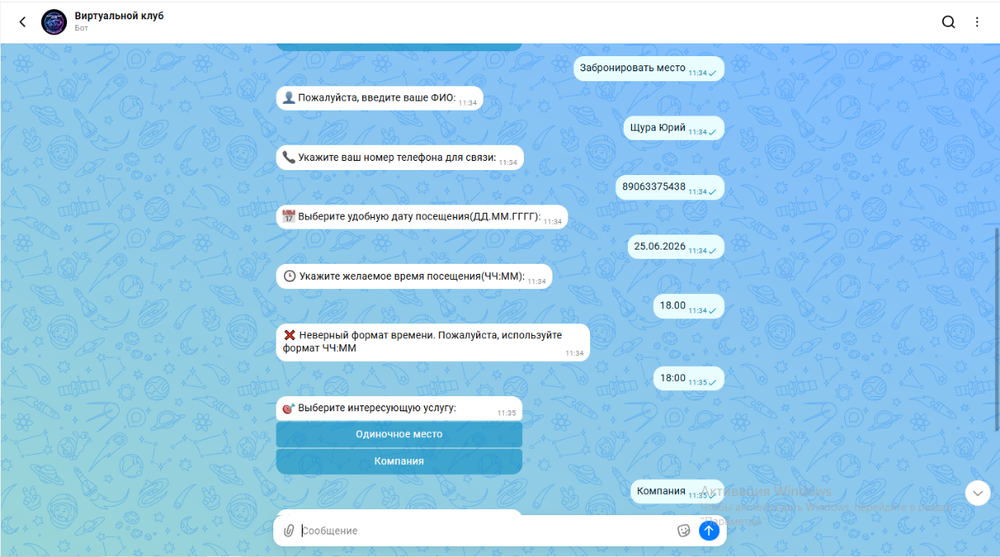 Виртуальной клуб
Бот
Забронировать место 11:34
Пожалуйста, введите ваше ФИО: 11:34
Щура Юрий 11:34
Укажите ваш номер телефона для связи: 11:34
89063375438 11:34
17 Выберите удобную дату посещения(ДД.ММ.ГГГГ): 11:34
25.06.2026 11:34
Укажите желаемое время посещения(ЧЧ:ММ): 11:34
18.00 11:34
Неверный формат времени. Пожалуйста, используйте
формат ЧЧ:ММ 11:34
18:00 11:35
Выберите интересующую услугу: 11:35
Одиночное место
Компания
Компания 11:35
Активация Windows
Чтобы активировать Windows, перейдите в раздел
"Параметры".
Сообщение